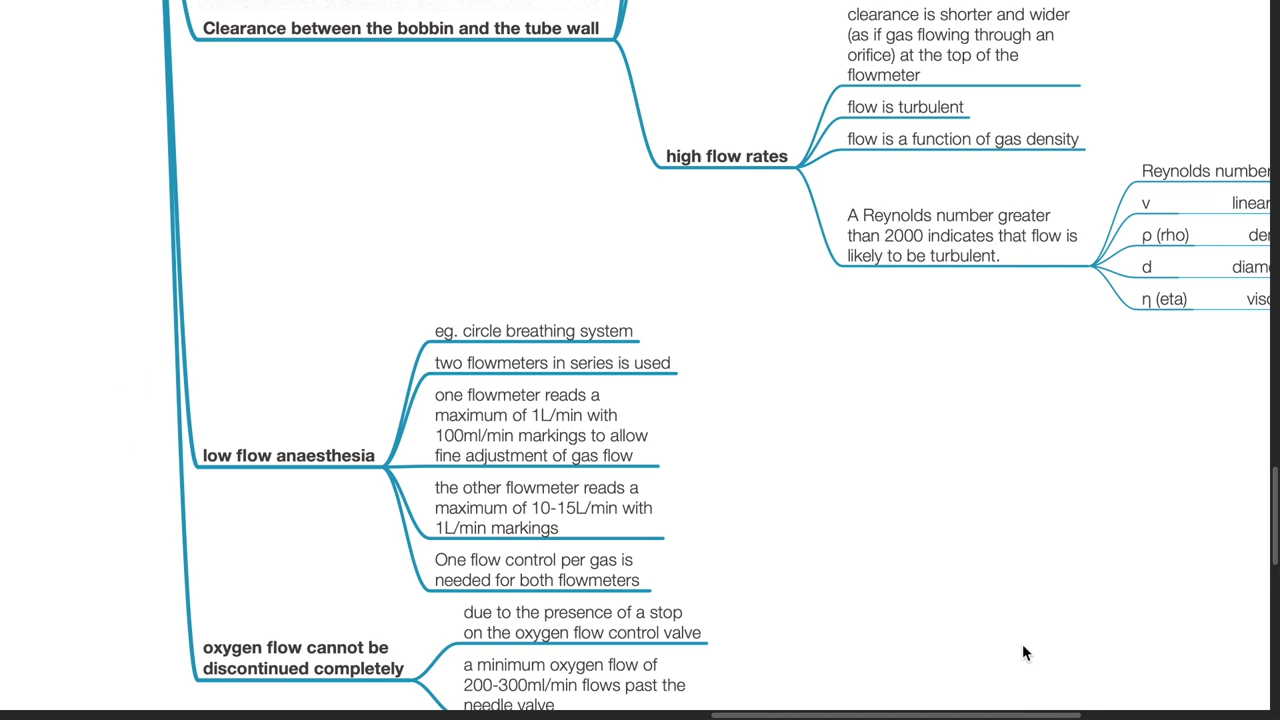 Clearance between the bobbin and the tube wall
clearance is shorter and wider
(as if gas flowing through an
orifice) at the top of the
flowmeter
flow is turbulent
flow is a function of gas density
high flow rates
A Reynolds number greater
than 2000 indicates that flow is
likely to be turbulent.
Reynolds number
v linear
ρ (rho)
d
η (eta)
eg. circle breathing system
two flowmeters in series is used
one flowmeter reads a
maximum of 1L/min with
100ml/min markings to allow
fine adjustment of gas flow
low flow anaesthesia
the other flowmeter reads a
maximum of 10-15L/min with
1L/min markings
One flow control per gas is
needed for both flowmeters
due to the presence of a stop
on the oxygen flow control valve
oxygen flow cannot be
discontinued completely
a minimum oxygen flow of
200-300ml/min flows past the
needle valve